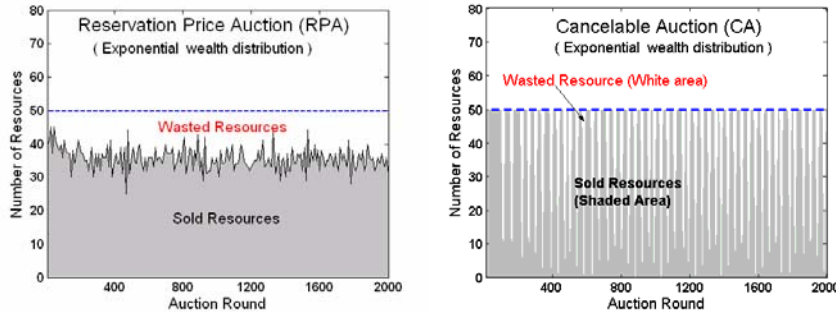 Reservation Price Auction (RPA)
( Exponential wealth distribution )
Wasted Resources
Sold Resources
Number of Resources
80
70
60
50
40
30
20
10
0
400
800
1200
1600
2000
Auction Round
Cancelable Auction (CA)
( Exponential wealth distribution )
Wasted Resource (White area)
Sold Resources
(Shaded Area)
Number of Resources
80
70
60
50
40
30
20
10
0
400
800
1200
1600
2000
Auction Round